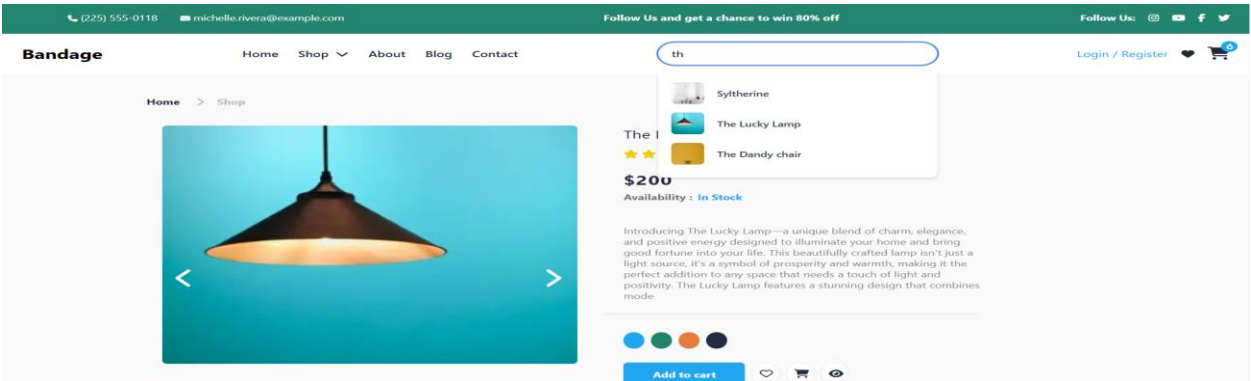 (225) 555-0118 michelle.rivera@example.com Follow Us and get a chance to win 80% off Follow Us:
Bandage Home Shop About Blog Contact th Login / Register 6
Home > Shop
Syltherine
The Lucky Lamp
The Dandy chair
The
$200
Availability : In Stock
Introducing The Lucky Lamp—a unique blend of charm, elegance,
and positive energy designed to illuminate your home and bring
good fortune into your life. This beautifully crafted lamp isn't just a
light source, it's a symbol of prosperity and warmth, making it the
perfect addition to any space that needs a touch of light and
positivity. The Lucky Lamp features a stunning design that combines
mode
Add to cart